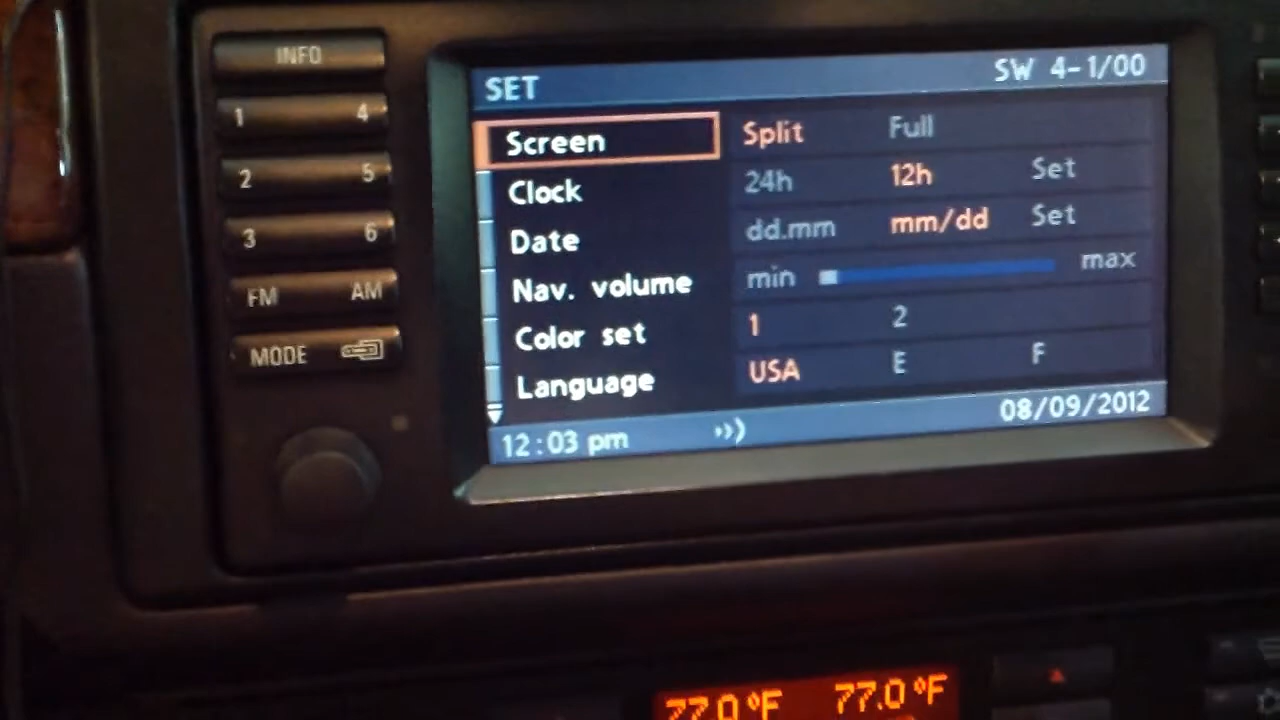 INFO
1 4
2 5
3 6
FM AM
MODE
SET SW 4-1/00
Screen Split Full
Clock 24h 12h Set
Date dd.mm mm/dd Set
Nav. volume min max
Color set 1 2
Language USA E F
12:03 pm 08/09/2012
77.0°F 77.0°F